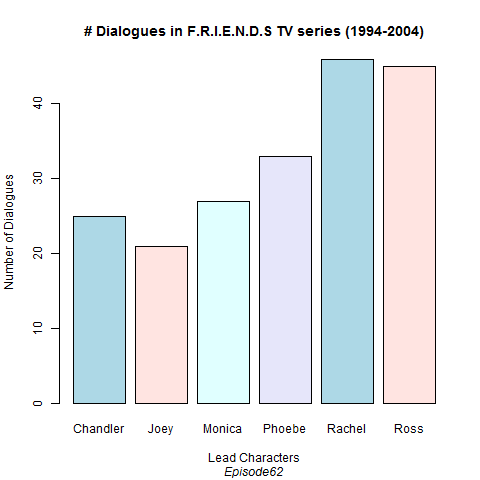 # Dialogues in F.R.I.E.N.D.S TV series (1994-2004)
Number of Dialogues
40
30
20
10
0
Chandler Joey Monica Phoebe Rachel Ross
Lead Characters
Episode62